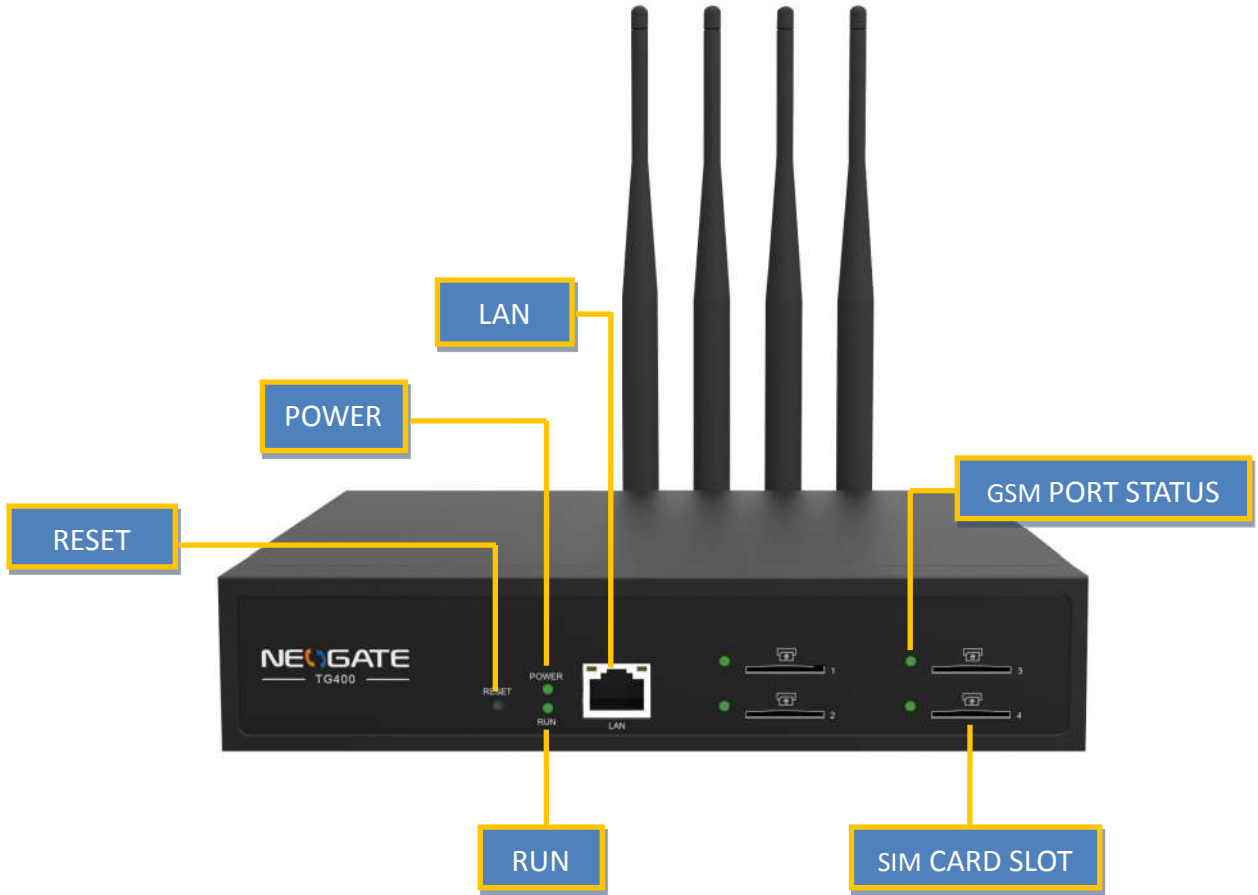 LAN
POWER
GSM PORT STATUS
RESET
NEOGATE
TG400
RESET
POWER
RUN
LAN
1
2
3
4
RUN
SIM CARD SLOT